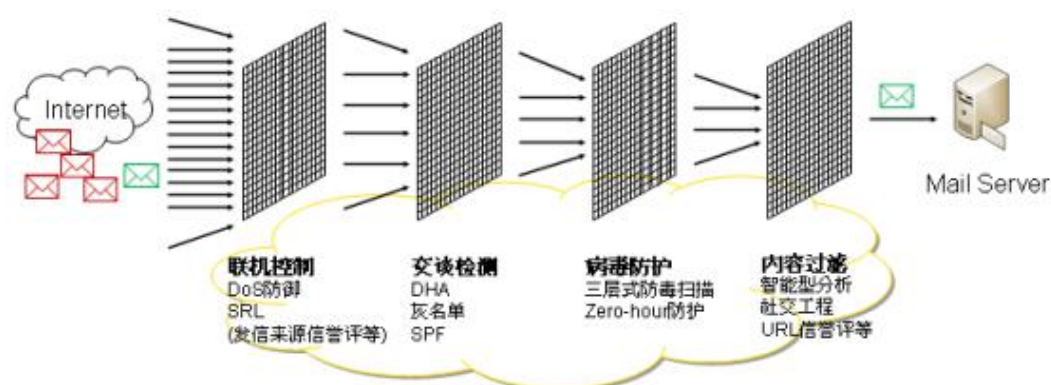 Internet
Mail Server
联机控制
DoS防御
SRL
(发信来源信誉评等)
交谈检测
DHA
灰名单
SPF
病毒防护
三层式防毒扫描
Zero-hour防护
内容过滤
智能型分析
社交工程
URL信誉评等